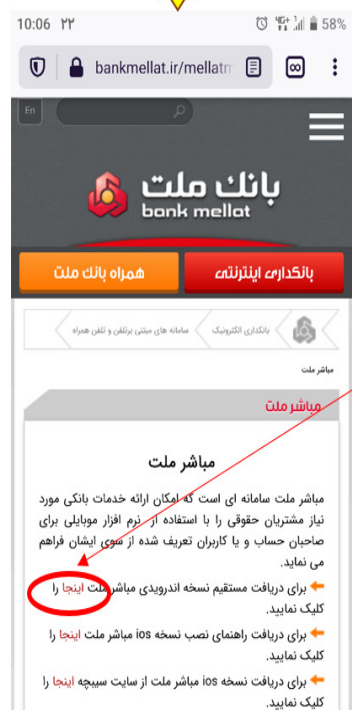 10:06 ۲۲ 58%
bankmellat.ir/mellatm
En
بانك ملت
bank mellat
بانکداری اینترنتی
همراه بانك ملت
بانکداری الکترونیک
سامانه های مبتنی برتلفن و تلفن همراه
مباشر ملت
مباشر ملت
مباشر ملت
مباشر ملت سامانه ای است که امکان ارائه خدمات بانکی مورد
نیاز مشتریان حقوقی را با استفاده از نرم افزار موبایلی برای
صاحبان حساب و یا کاربران تعریف شده از سوی ایشان فراهم
می نماید.
برای دریافت مستقیم نسخه اندرویدی مباشر ملت اینجا را
کلیک نمایید.
برای دریافت راهنمای نصب نسخه ios مباشر ملت اینجا را
کلیک نمایید.
برای دریافت نسخه ios مباشر ملت از سایت سیبچه اینجا را
کلیک نمایید.